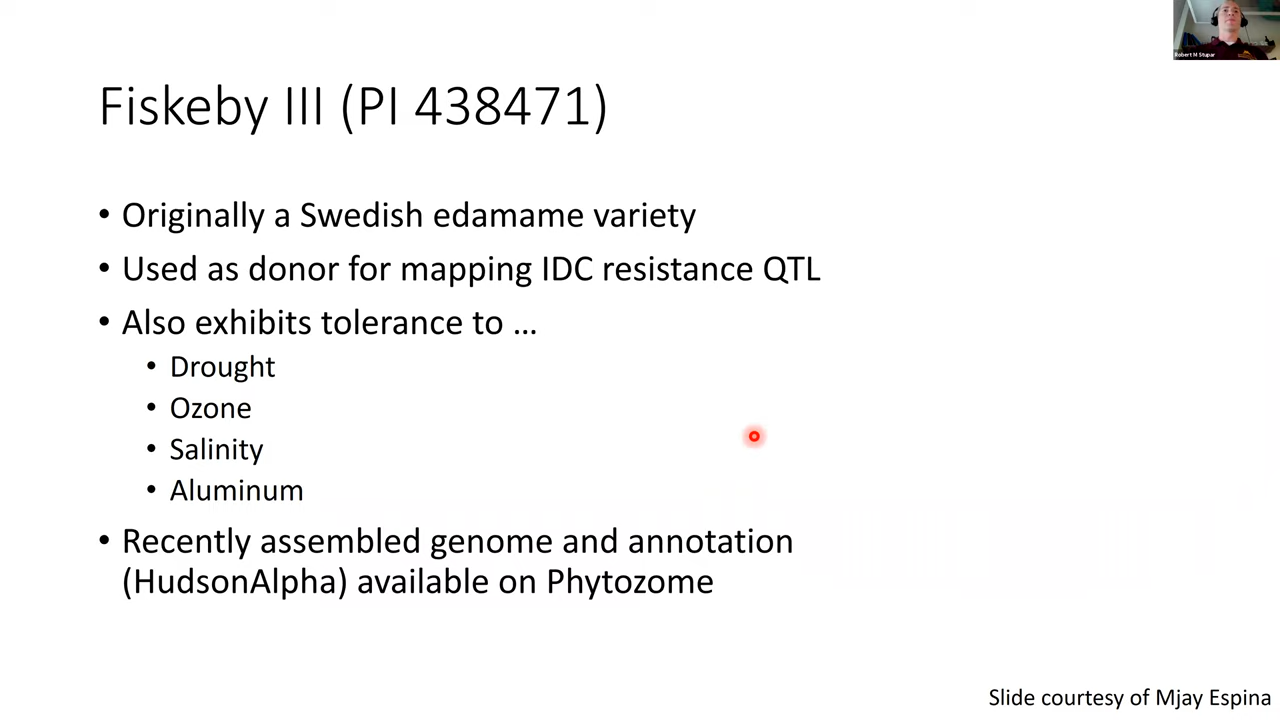 Robert M Stupar
Fiskeby III (PI 438471)
• Originally a Swedish edamame variety
• Used as donor for mapping IDC resistance QTL
• Also exhibits tolerance to …
• Drought
• Ozone
• Salinity
• Aluminum
• Recently assembled genome and annotation
(HudsonAlpha) available on Phytozome
Slide courtesy of Mjay Espina